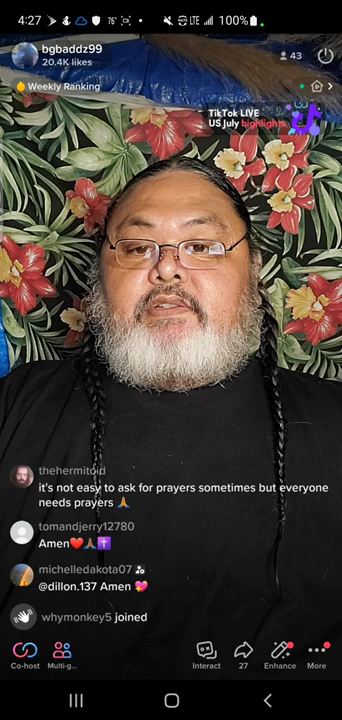 4:27
76°
LTE
100%
bgbaddz99
20.4K likes
43
Weekly Ranking
TikTok LIVE
US July highlights
thehermitoid
it's not easy to ask for prayers sometimes but everyone
needs prayers 🙏
tomandjerry12780
Amen❤️🙏✝️
michelledakota07
@dillon.137 Amen 💖
whymonkey5 joined
Co-host
Multi-g...
Interact
27
Enhance
More